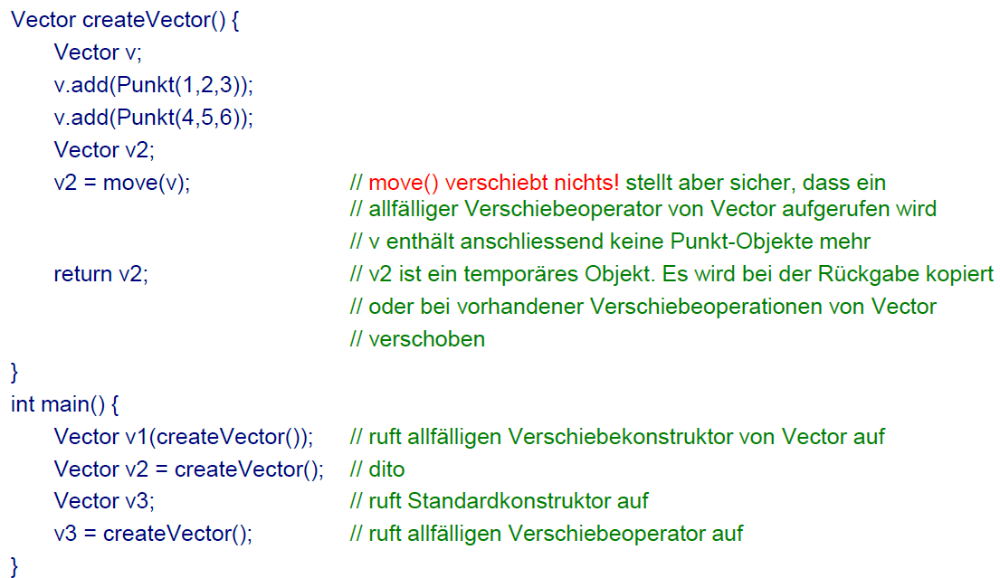 Vector createVector() {
Vector v;
v.add(Punkt(1,2,3));
v.add(Punkt(4,5,6));
Vector v2;
v2 = move(v); // move() verschiebt nichts! stellt aber sicher, dass ein
// allfälliger Verschiebeoperator von Vector aufgerufen wird
// v enthält anschliessend keine Punkt-Objekte mehr
return v2; // v2 ist ein temporäres Objekt. Es wird bei der Rückgabe kopiert
// oder bei vorhandener Verschiebeoperationen von Vector
// verschoben
}
int main() {
Vector v1(createVector()); // ruft allfälligen Verschiebekonstruktor von Vector auf
Vector v2 = createVector(); // dito
Vector v3; // ruft Standardkonstruktor auf
v3 = createVector(); // ruft allfälligen Verschiebeoperator auf
}